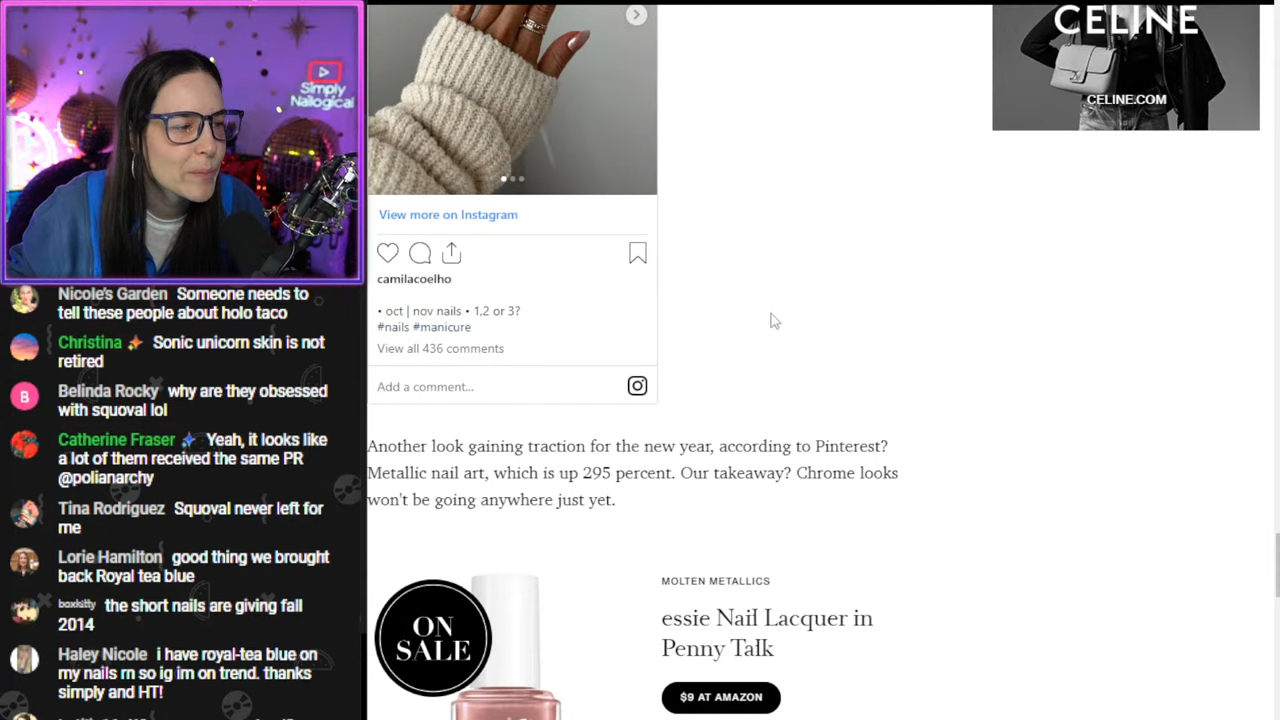 Simply
Nailogical
Nicole's Garden Someone needs to
tell these people about holo taco
Christina Sonic unicorn skin is not
retired
B
Belinda Rocky why are they obsessed
with squoval lol
Catherine Fraser Yeah, it looks like
a lot of them received the same PR
@polianarchy
Tina Rodriguez Squoval never left for
me
Lorie Hamilton good thing we brought
back Royal tea blue
boxkitty the short nails are giving fall
2014
Haley Nicole i have royal-tea blue on
my nails rn so ig im on trend. thanks
simply and HT!
View more on Instagram
camilacoelho
• oct | nov nails • 1,2 or 3?
#nails #manicure
View all 436 comments
Add a comment...
CELINE
CELINE.COM
Another look gaining traction for the new year, according to Pinterest?
Metallic nail art, which is up 295 percent. Our takeaway? Chrome looks
won't be going anywhere just yet.
ON
SALE
MOLTEN METALLICS
essie Nail Lacquer in
Penny Talk
$9 AT AMAZON